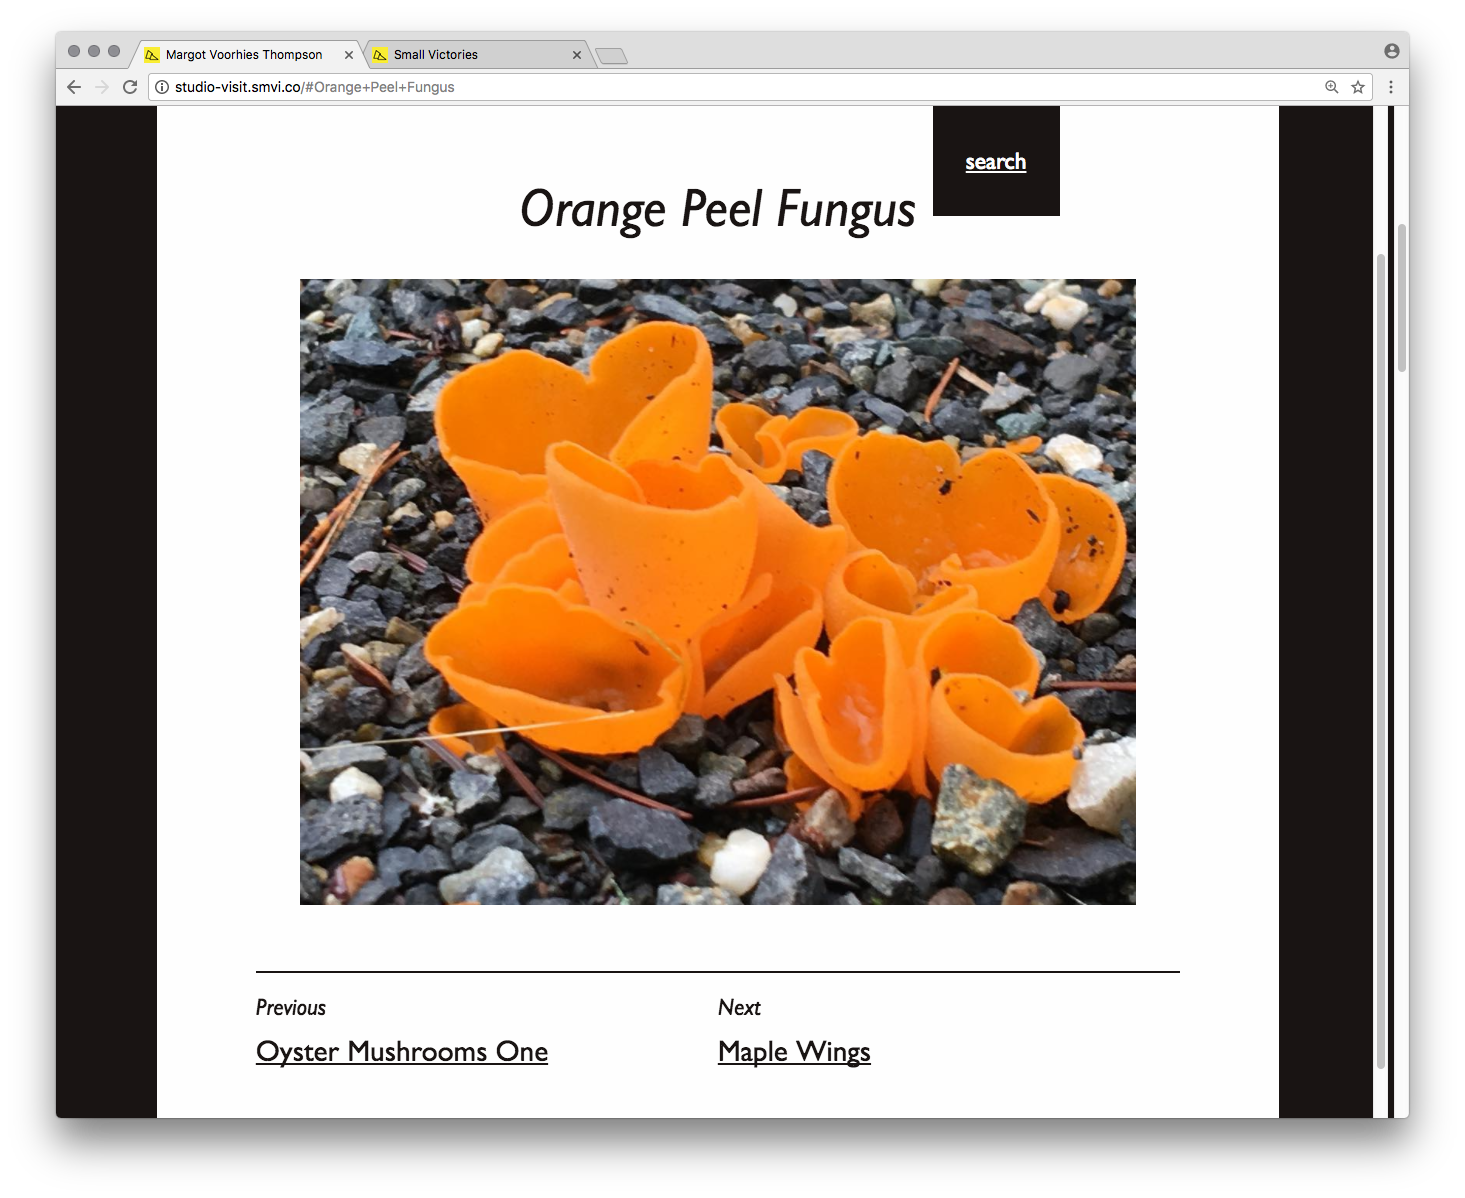 Margot Voorhies Thompson
Small Victories
studio-visit.smvi.co/#Orange+Peel+Fungus
search
Orange Peel Fungus
Previous
Next
Oyster Mushrooms One
Maple Wings